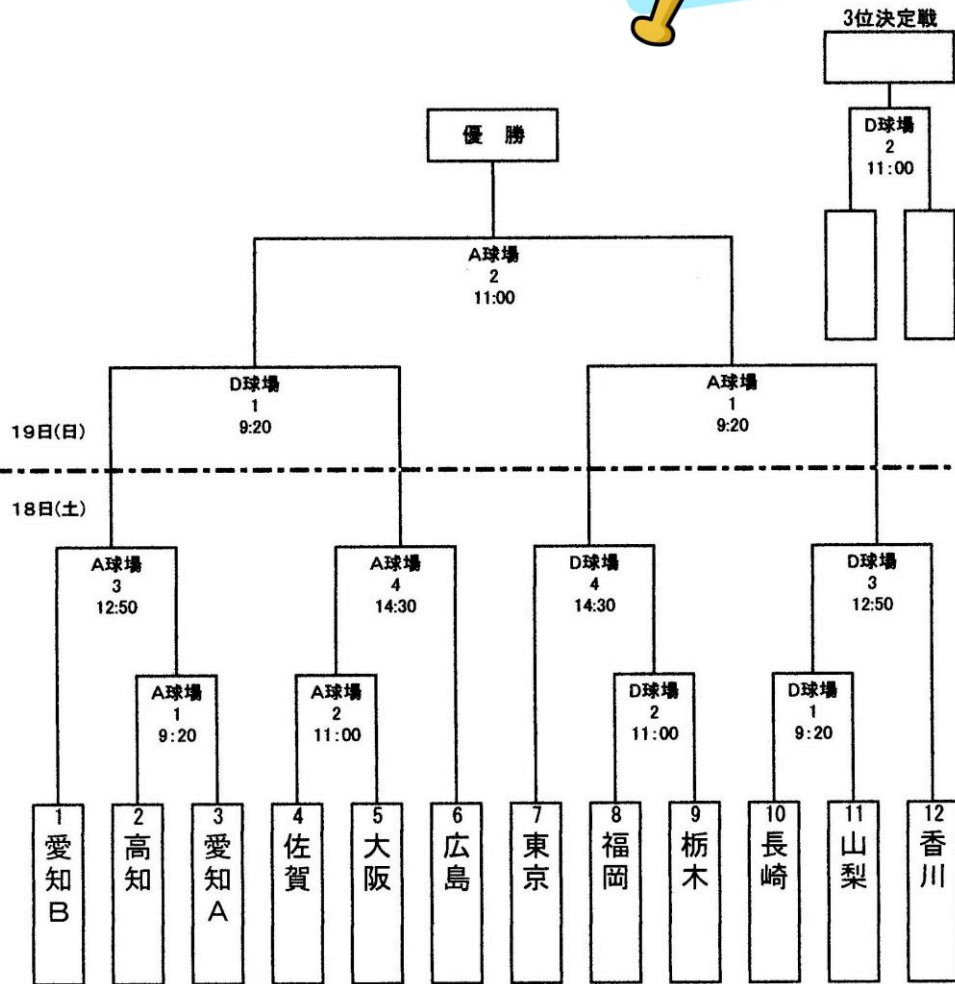 3位決定戦
D球場
2
11:00
優 勝
A球場
2
11:00
D球場
1
9:20
A球場
1
9:20
19日(日)
18日(土)
A球場
3
12:50
A球場
4
14:30
D球場
4
14:30
D球場
3
12:50
A球場
1
9:20
A球場
2
11:00
D球場
2
11:00
D球場
1
9:20
1
愛知B
2
高知
3
愛知A
4
佐賀
5
大阪
6
広島
7
東京
8
福岡
9
栃木
10
長崎
11
山梨
12
香川